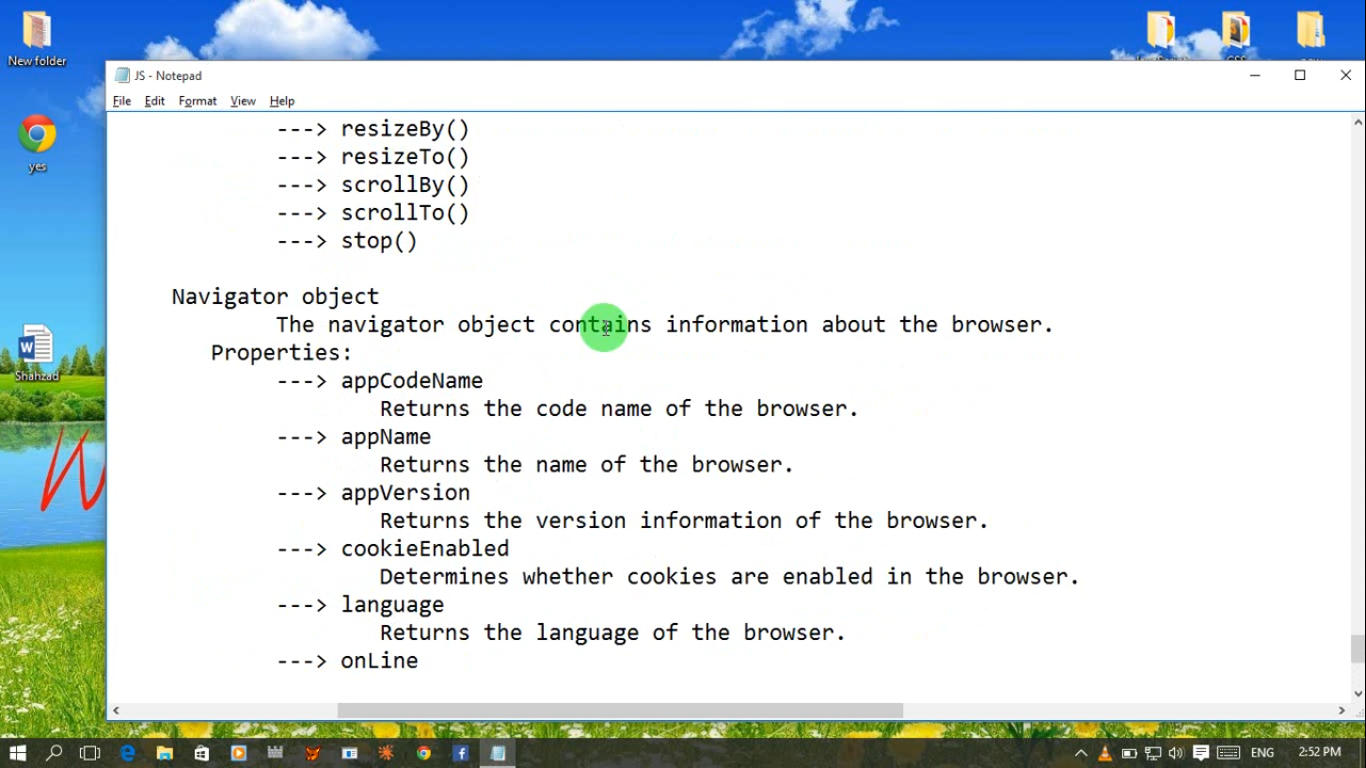 New folder
yes
Shahzad
JS - Notepad
File Edit Format View Help
---> resizeBy()
---> resizeTo()
---> scrollBy()
---> scrollTo()
---> stop()
Navigator object
The navigator object contains information about the browser.
Properties:
---> appCodeName
Returns the code name of the browser.
---> appName
Returns the name of the browser.
---> appVersion
Returns the version information of the browser.
---> cookieEnabled
Determines whether cookies are enabled in the browser.
---> language
Returns the language of the browser.
---> onLine
ENG
2:52 PM